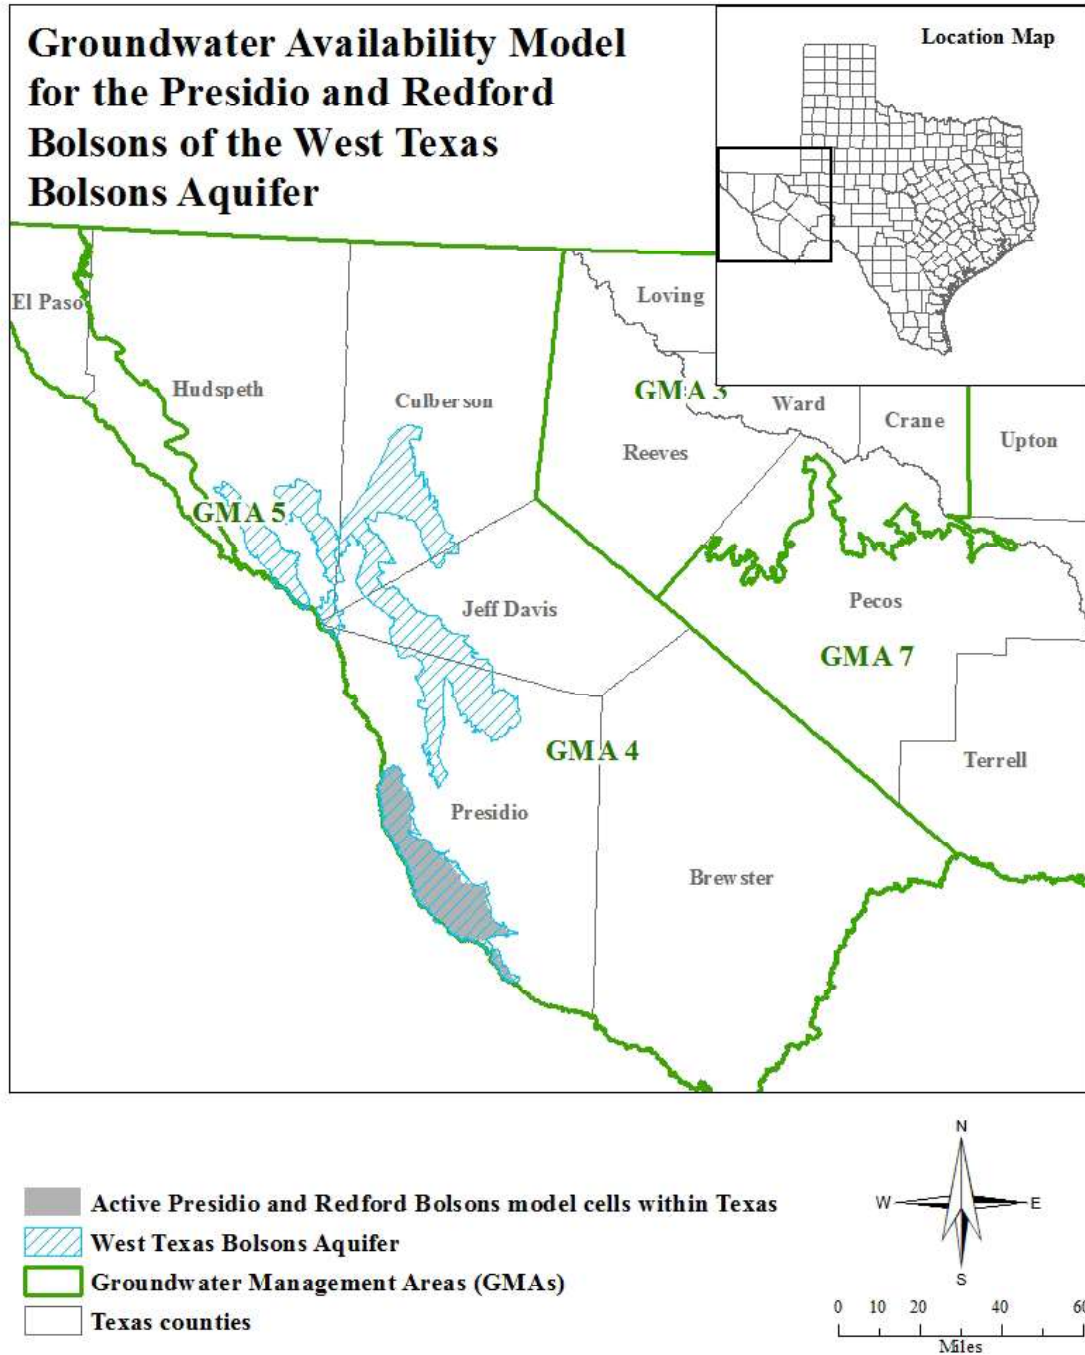 Groundwater Availability Model
for the Presidio and Redford
Bolsons of the West Texas
Bolsons Aquifer
Location Map
El Paso
Loving
Hudspeth
Culberson
GMA 3
Ward
Crane
Upton
Reeves
GMA 5
Jeff Davis
Pecos
GMA 7
GMA 4
Terrell
Presidio
Brewster
N
W
E
S
Active Presidio and Redford Bolsons model cells within Texas
West Texas Bolsons Aquifer
Groundwater Management Areas (GMAs)
Texas counties
0 10 20 40 60
Miles